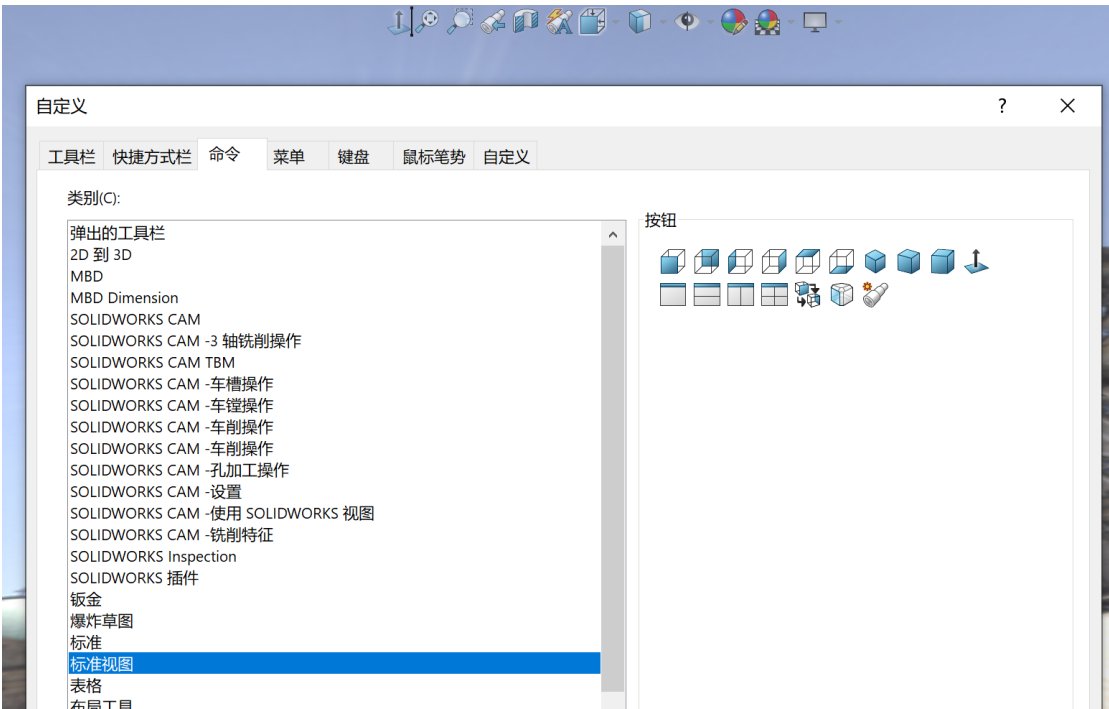 自定义
?
工具栏 快捷方式栏 命令 菜单 键盘 鼠标笔势 自定义
类别(C):
按钮
弹出的工具栏
2D 到 3D
MBD
MBD Dimension
SOLIDWORKS CAM
SOLIDWORKS CAM -3 轴铣削操作
SOLIDWORKS CAM TBM
SOLIDWORKS CAM -车槽操作
SOLIDWORKS CAM -车镗操作
SOLIDWORKS CAM -车削操作
SOLIDWORKS CAM -车削操作
SOLIDWORKS CAM -孔加工操作
SOLIDWORKS CAM -设置
SOLIDWORKS CAM -使用 SOLIDWORKS 视图
SOLIDWORKS CAM -铣削特征
SOLIDWORKS Inspection
SOLIDWORKS 插件
钣金
爆炸草图
标准
标准视图
表格
布局工具